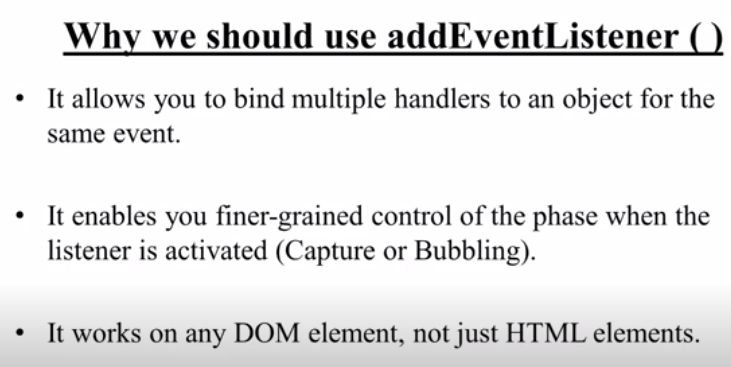 Why we should use addEventListener ( )
• It allows you to bind multiple handlers to an object for the
same event.
• It enables you finer-grained control of the phase when the
listener is activated (Capture or Bubbling).
• It works on any DOM element, not just HTML elements.